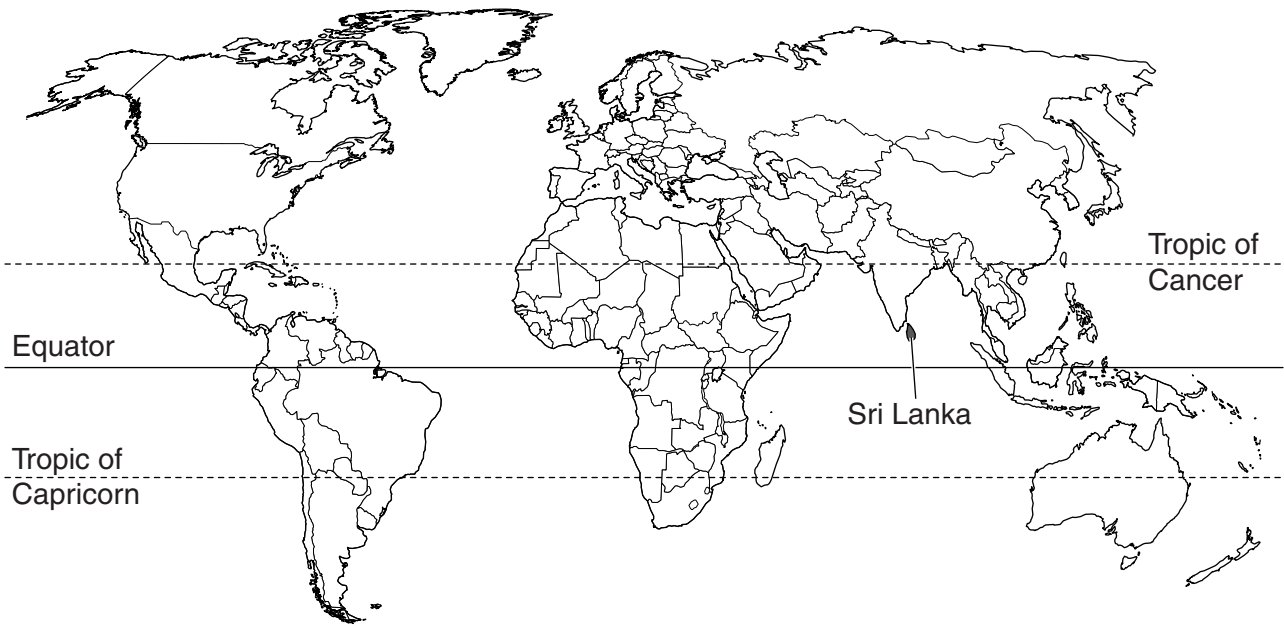 Tropic of
Cancer
Equator
Sri Lanka
Tropic of
Capricorn